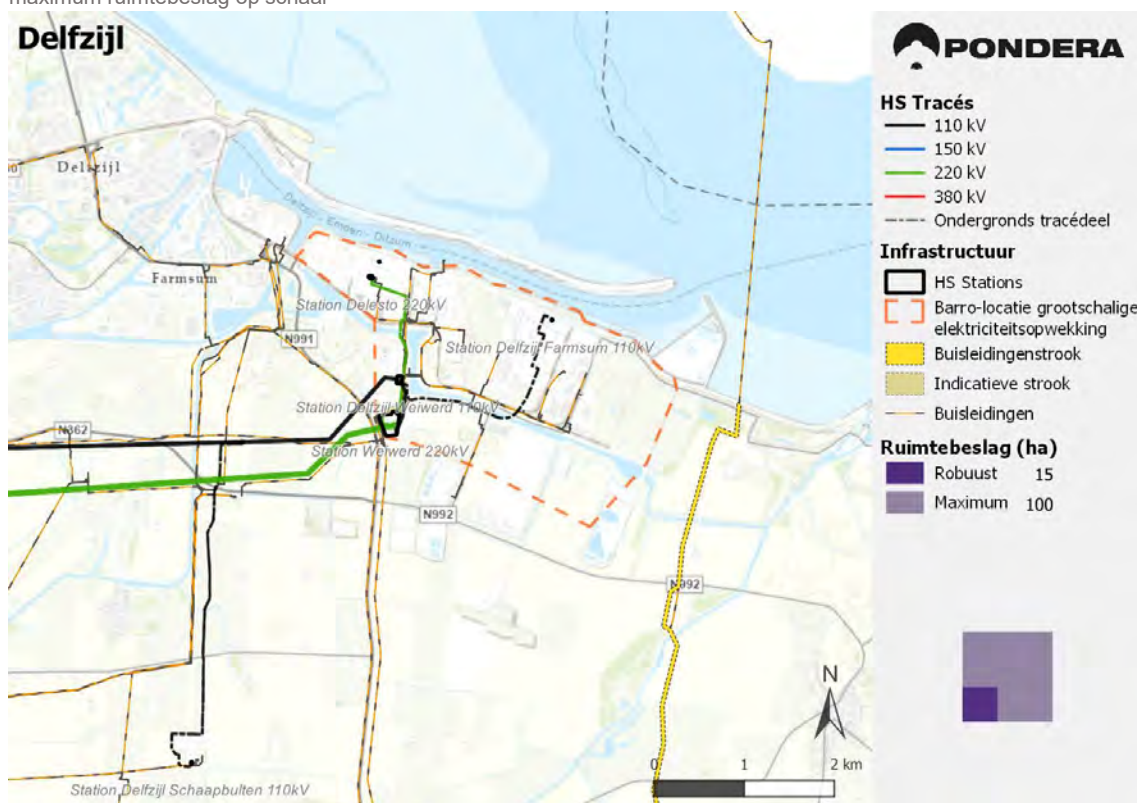 maximum ruimtebeslag op schaal
Delfzijl
PONDERA
HS Tracés
110 kV
150 kV
220 kV
380 kV
Ondergronds tracédeel
Infrastructuur
HS Stations
Barro-locatie grootschalige
elektriciteitsopwekking
Buisleidingenstrook
Indicatieve strook
Buisleidingen
Ruimtebeslag (ha)
Robuust 15
Maximum 100
Delfzijl
Delfzijl - Emden - Ditzum
Farmsum
Station Delesto 220kV
N991
Station Delfzijl Farmsum 110kV
Station Delfzijl Weiwerd 110kV
N362
Station Weiwerd 220kV
N992
N992
N
0 1 2 km
Station Delfzijl Schaapbulten 110kV